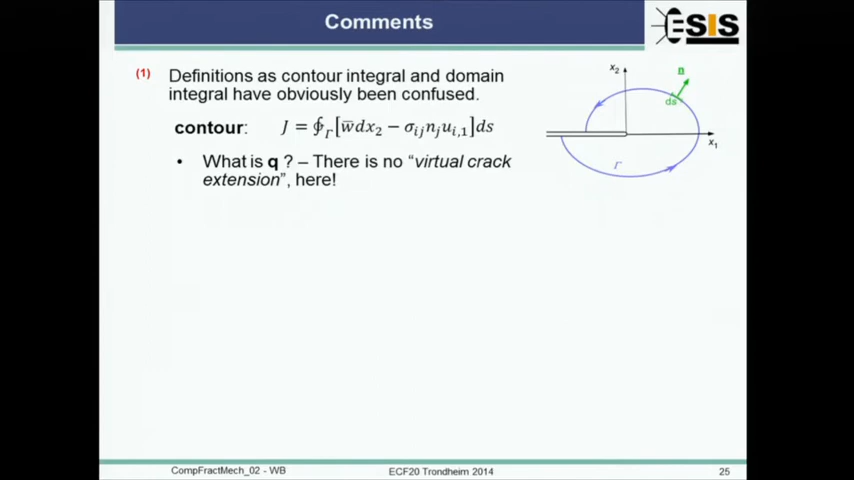 Comments
ESIS
(1) Definitions as contour integral and domain
integral have obviously been confused.
contour: J = ∮Γ[w̅dx₂ − σᵢⱼnⱼuᵢ,₁]ds
• What is q ? – There is no “virtual crack
extension”, here!
x₂
n
ds
x₁
Γ
CompFractMech_02 - WB
ECF20 Trondheim 2014
25